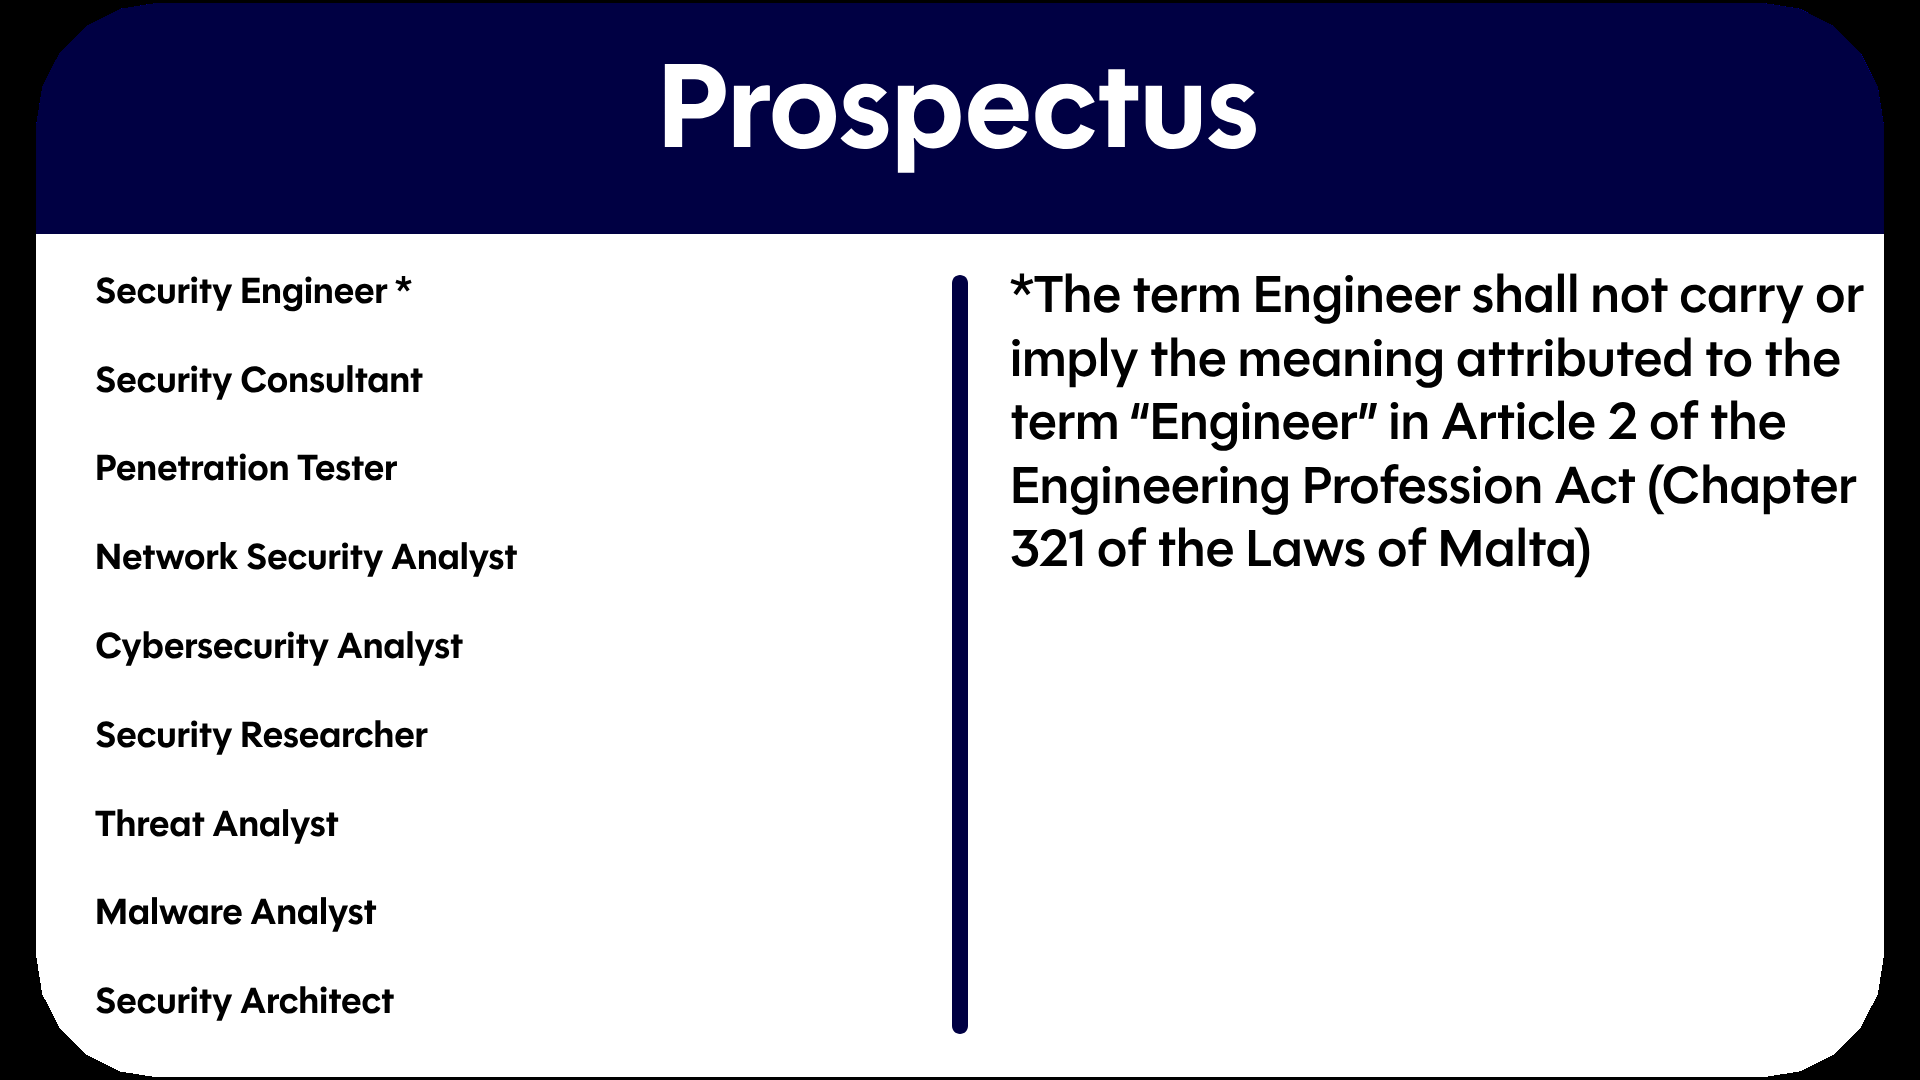 Prospectus
Security Engineer *
Security Consultant
Penetration Tester
Network Security Analyst
Cybersecurity Analyst
Security Researcher
Threat Analyst
Malware Analyst
Security Architect
*The term Engineer shall not carry or
imply the meaning attributed to the
term “Engineer” in Article 2 of the
Engineering Profession Act (Chapter
321 of the Laws of Malta)